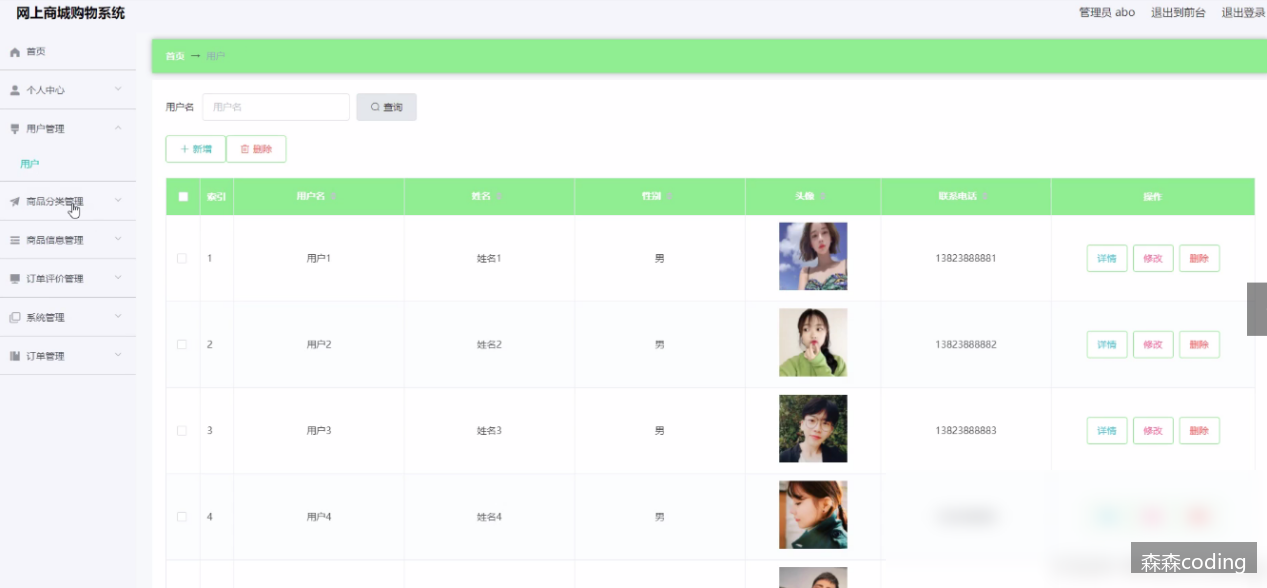 网上商城购物系统
管理员 abo 退出到前台 退出登录
首页
个人中心
用户管理
用户
商品分类管理
商品信息管理
订单评价管理
系统管理
订单管理
首页 → 用户
用户名 用户名 查询
+ 新增 删除
索引 用户名 姓名 性别 头像 联系电话 操作
1 用户1 姓名1 男 13823888881 详情 修改 删除
2 用户2 姓名2 男 13823888882 详情 修改 删除
3 用户3 姓名3 男 13823888883 详情 修改 删除
4 用户4 姓名4 男
森森coding